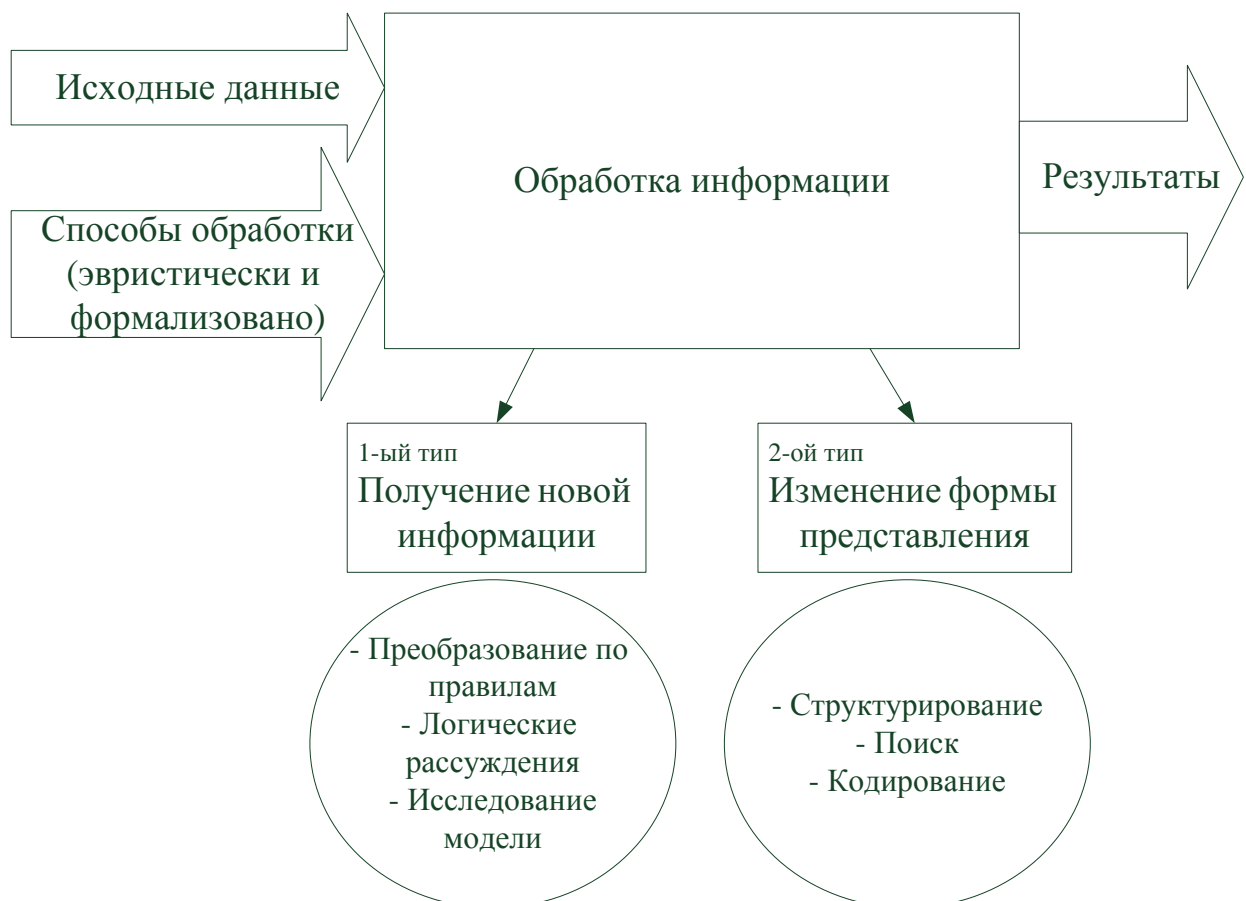 Исходные данные
Обработка информации
Результаты
Способы обработки
(эвристически и
формализовано)
1-ый тип
Получение новой
информации
2-ой тип
Изменение формы
представления
- Преобразование по
правилам
- Логические
рассуждения
- Исследование
модели
- Структурирование
- Поиск
- Кодирование